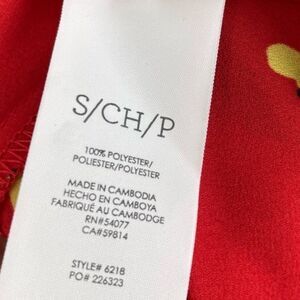 S/CH/P
100% POLYESTER/
POLIESTER/POLYESTER
MADE IN CAMBODIA
HECHO EN CAMBOYA
FABRIQUÉ AU CAMBODGE
RN#54077
CA#59814
STYLE# 6218
PO# 226323